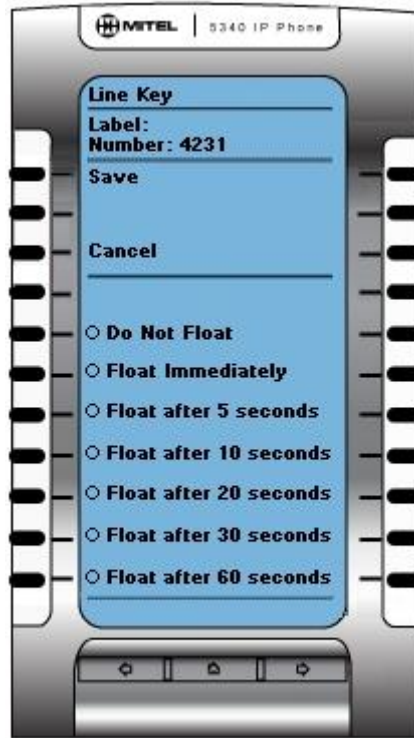 MITEL | 5340 IP Phone
Line Key
Label:
Number: 4231
Save
Cancel
Do Not Float
Float Immediately
Float after 5 seconds
Float after 10 seconds
Float after 20 seconds
Float after 30 seconds
Float after 60 seconds